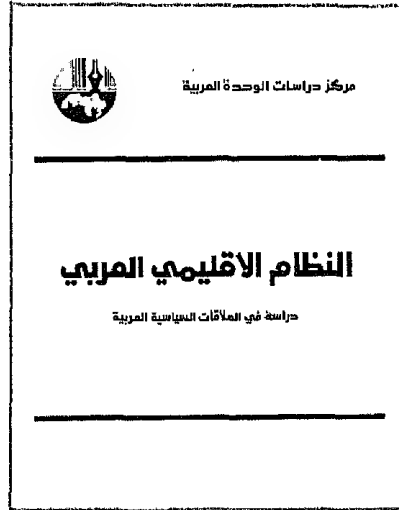 مركز دراسات الوحدة العربية
النظام الاقليمي العربي
دراسة في العلاقات السياسية العربية